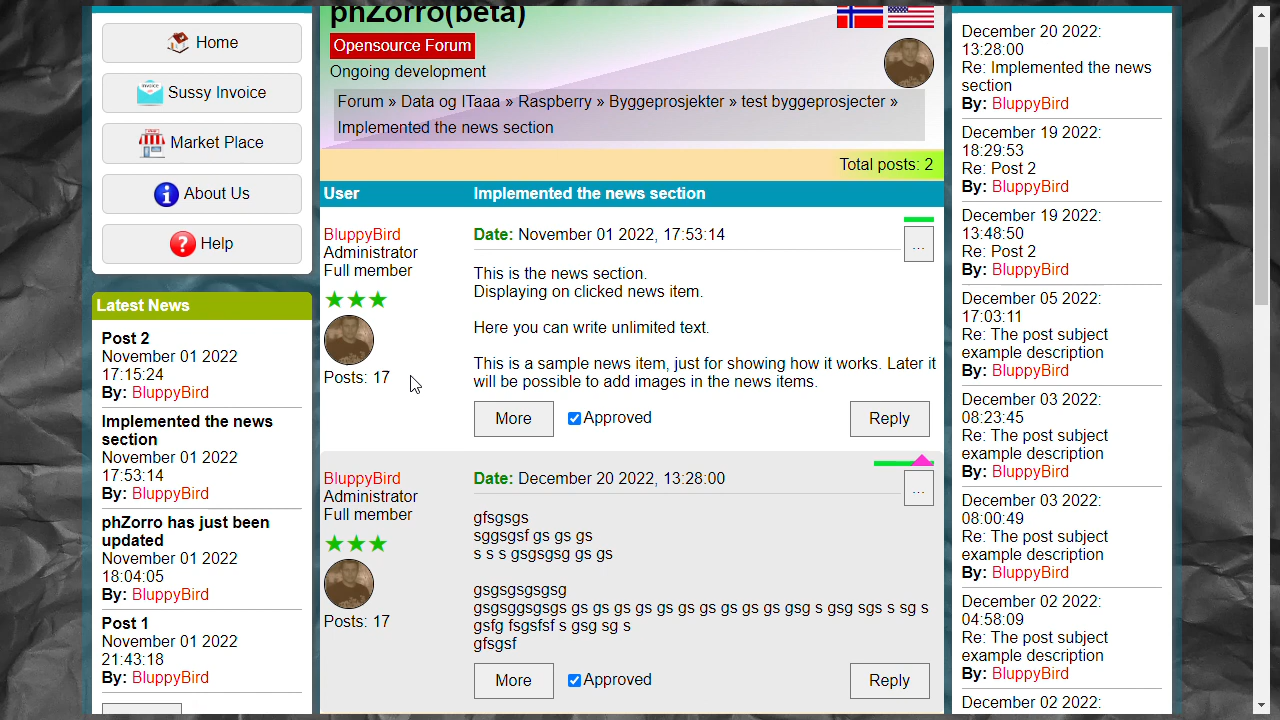 Home
Sussy Invoice
Market Place
About Us
Help
Latest News
Post 2
November 01 2022
17:15:24
By: BluppyBird
Implemented the news
section
November 01 2022
17:53:14
By: BluppyBird
phZorro has just been
updated
November 01 2022
18:04:05
By: BluppyBird
Post 1
November 01 2022
21:43:18
By: BluppyBird
phZorro(beta)
Opensource Forum
Ongoing development
Forum » Data og ITaaa » Raspberry » Byggeprosjekter » test byggeprosjecter »
Implemented the news section
Total posts: 2
User Implemented the news section
BluppyBird
Administrator
Full member
★★★
Posts: 17
Date: November 01 2022, 17:53:14
...
This is the news section.
Displaying on clicked news item.
Here you can write unlimited text.
This is a sample news item, just for showing how it works. Later it
will be possible to add images in the news items.
More Approved Reply
BluppyBird
Administrator
Full member
★★★
Posts: 17
Date: December 20 2022, 13:28:00
...
gfsgsgs
sggsgsf gs gs gs
s s s gsgsgsg gs gs
gsgsgsgsgsg
gsgsggsgsgs gs gs gs gs gs gs gs gs gs gs gsg s gsg sgs s sg s
gsfg fsgsfsf s gsg sg s
gfsgsf
More Approved Reply
December 20 2022:
13:28:00
Re: Implemented the news
section
By: BluppyBird
December 19 2022:
18:29:53
Re: Post 2
By: BluppyBird
December 19 2022:
13:48:50
Re: Post 2
By: BluppyBird
December 05 2022:
17:03:11
Re: The post subject
example description
By: BluppyBird
December 03 2022:
08:23:45
Re: The post subject
example description
By: BluppyBird
December 03 2022:
08:00:49
Re: The post subject
example description
By: BluppyBird
December 02 2022:
04:58:09
Re: The post subject
example description
By: BluppyBird
December 02 2022: